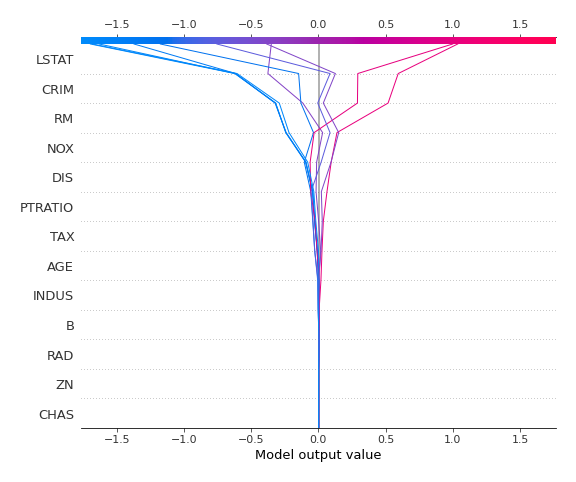 −1.5 −1.0 −0.5 0.0 0.5 1.0 1.5
LSTAT
CRIM
RM
NOX
DIS
PTRATIO
TAX
AGE
INDUS
B
RAD
ZN
CHAS
−1.5 −1.0 −0.5 0.0 0.5 1.0 1.5
Model output value